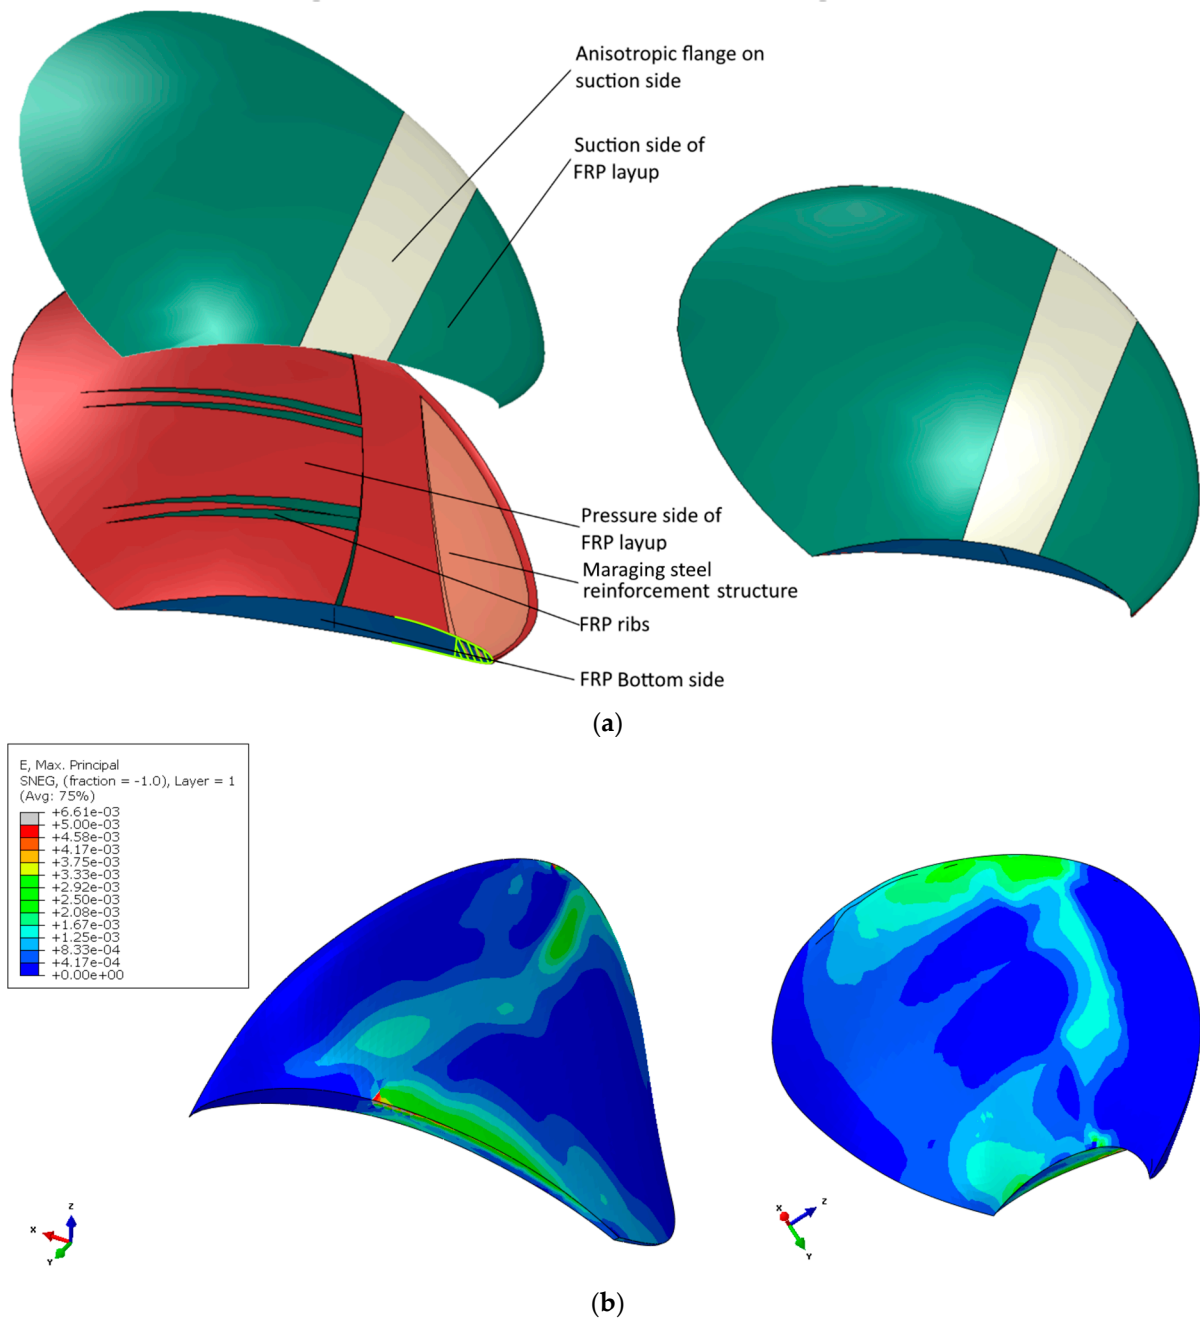 Anisotropic flange on
suction side
Suction side of
FRP layup
Pressure side of
FRP layup
Maraging steel
reinforcement structure
FRP ribs
FRP Bottom side
(a)
E, Max. Principal
SNEG, (fraction = -1.0), Layer = 1
(Avg: 75%)
+6.61e-03
+5.00e-03
+4.58e-03
+4.17e-03
+3.75e-03
+3.33e-03
+2.92e-03
+2.50e-03
+2.08e-03
+1.67e-03
+1.25e-03
+8.33e-04
+4.17e-04
+0.00e+00
Z
X
Y
X
Z
Y
(b)